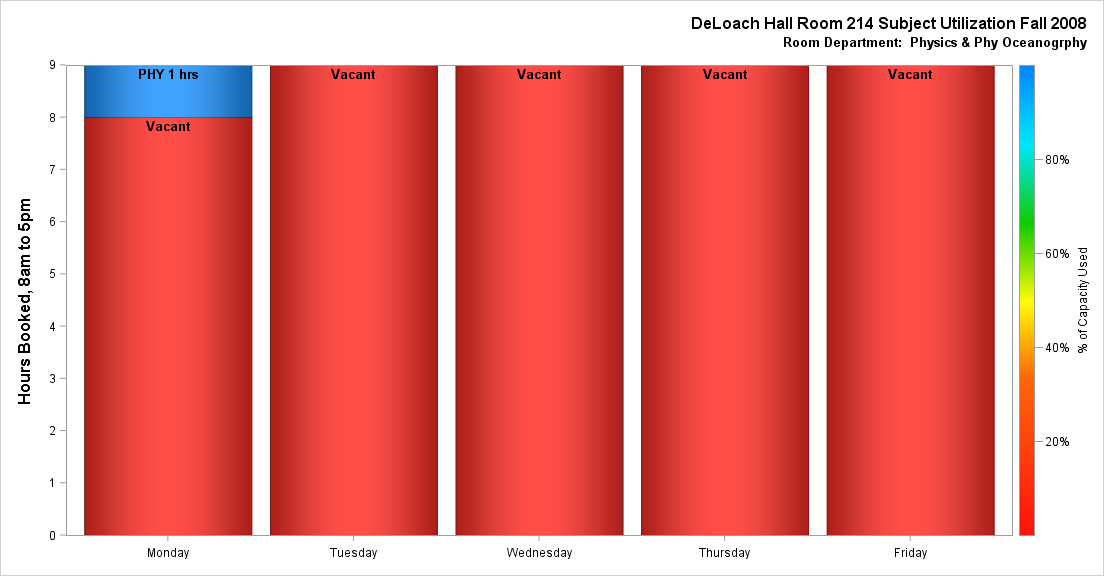 DeLoach Hall Room 214 Subject Utilization Fall 2008
Room Department:  Physics & Phy Oceanogrphy
Hours Booked, 8am to 5pm
9
8
7
6
5
4
3
2
1
0
PHY 1 hrs
Vacant
Vacant
Vacant
Vacant
Vacant
Monday
Tuesday
Wednesday
Thursday
Friday
80%
60%
40%
20%
% of Capacity Used